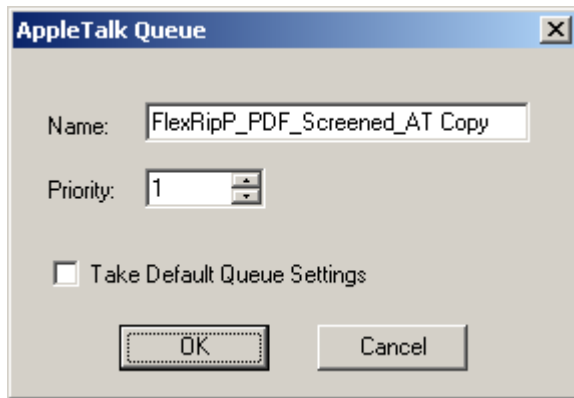 AppleTalk Queue
Name: FlexRipP_PDF_Screened_AT Copy
Priority: 1
Take Default Queue Settings
OK Cancel